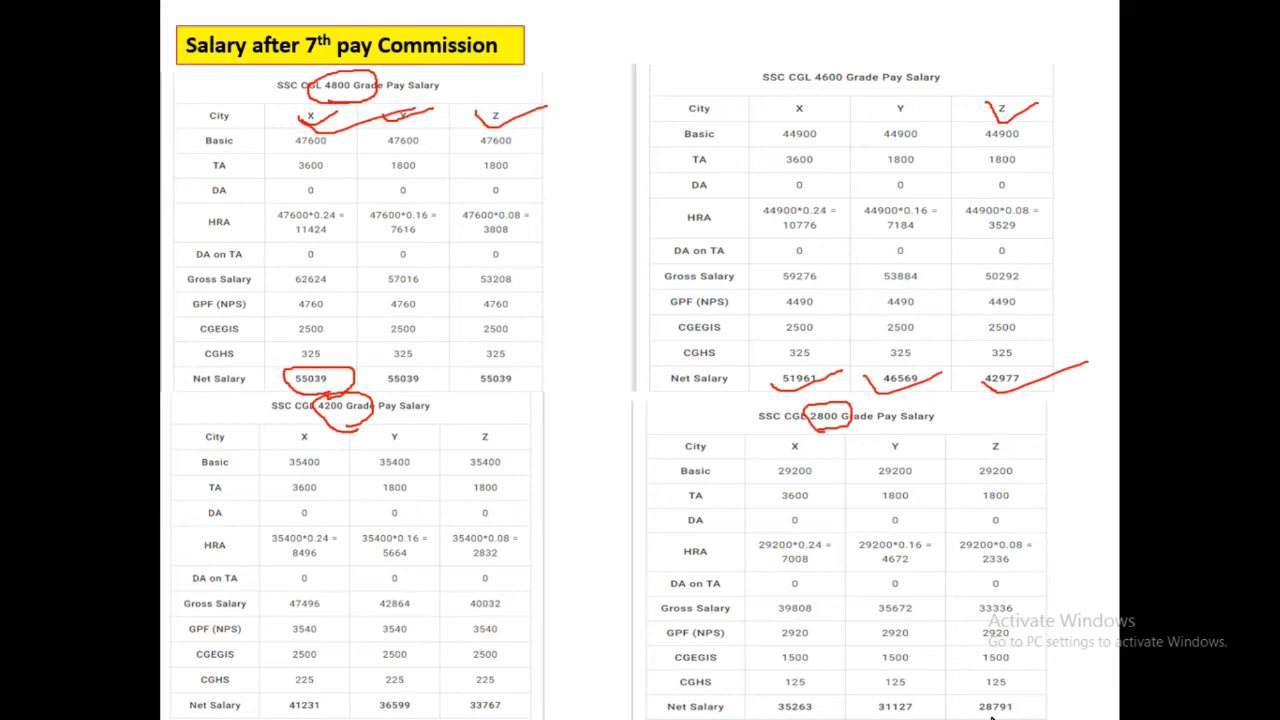 Salary after 7th pay Commission
SSC CGL 4800 Grade Pay Salary
City X Y Z
Basic 47600 47600 47600
TA 3600 1800 1800
DA 0 0 0
HRA 47600*0.24 = 11424 47600*0.16 = 7616 47600*0.08 = 3808
DA on TA 0 0 0
Gross Salary 62624 57016 53208
GPF (NPS) 4760 4760 4760
CGEGIS 2500 2500 2500
CGHS 325 325 325
Net Salary 55039 55039 55039
SSC CGL 4600 Grade Pay Salary
City X Y Z
Basic 44900 44900 44900
TA 3600 1800 1800
DA 0 0 0
HRA 44900*0.24 = 10776 44900*0.16 = 7184 44900*0.08 = 3529
DA on TA 0 0 0
Gross Salary 59276 53884 50292
GPF (NPS) 4490 4490 4490
CGEGIS 2500 2500 2500
CGHS 325 325 325
Net Salary 51961 46569 42977
SSC CGL 4200 Grade Pay Salary
City X Y Z
Basic 35400 35400 35400
TA 3600 1800 1800
DA 0 0 0
HRA 35400*0.24 = 8496 35400*0.16 = 5664 35400*0.08 = 2832
DA on TA 0 0 0
Gross Salary 47496 42864 40032
GPF (NPS) 3540 3540 3540
CGEGIS 2500 2500 2500
CGHS 225 225 225
Net Salary 41231 36599 33767
SSC CGL 2800 Grade Pay Salary
City X Y Z
Basic 29200 29200 29200
TA 3600 1800 1800
DA 0 0 0
HRA 29200*0.24 = 7008 29200*0.16 = 4672 29200*0.08 = 2336
DA on TA 0 0 0
Gross Salary 39808 35672 33336
GPF (NPS) 2920 2920 2920
CGEGIS 1500 1500 1500
CGHS 125 125 125
Net Salary 35263 31127 28791
Activate Windows
Go to PC settings to activate Windows.